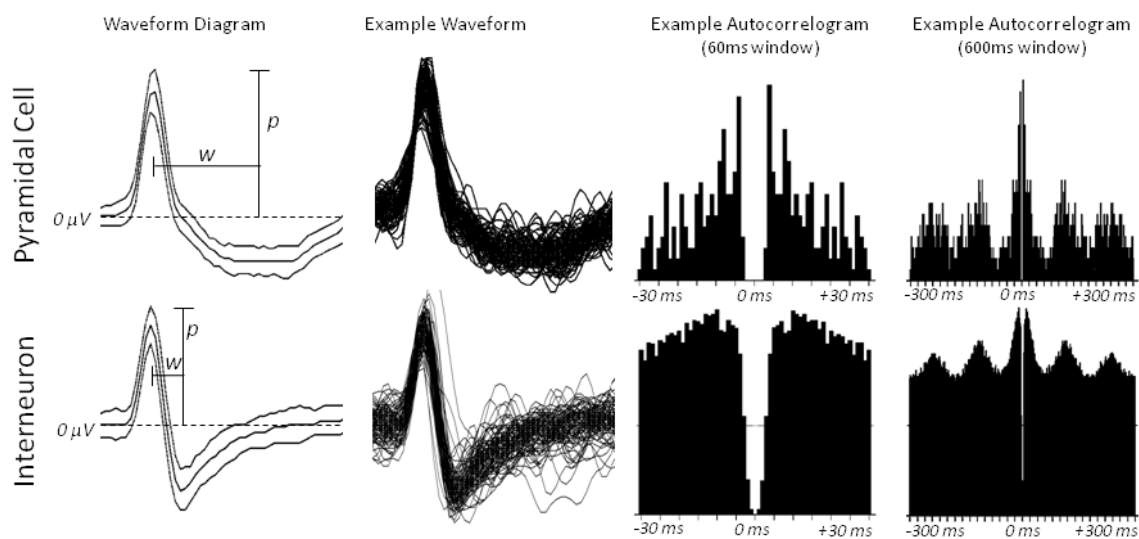 Waveform Diagram
Example Waveform
Example Autocorrelogram
(60ms window)
Example Autocorrelogram
(600ms window)
Pyramidal Cell
p
w
0 μV
-30 ms
0 ms
+30 ms
-300 ms
0 ms
+300 ms
Interneuron
p
w
0 μV
-30 ms
0 ms
+30 ms
-300 ms
0 ms
+300 ms